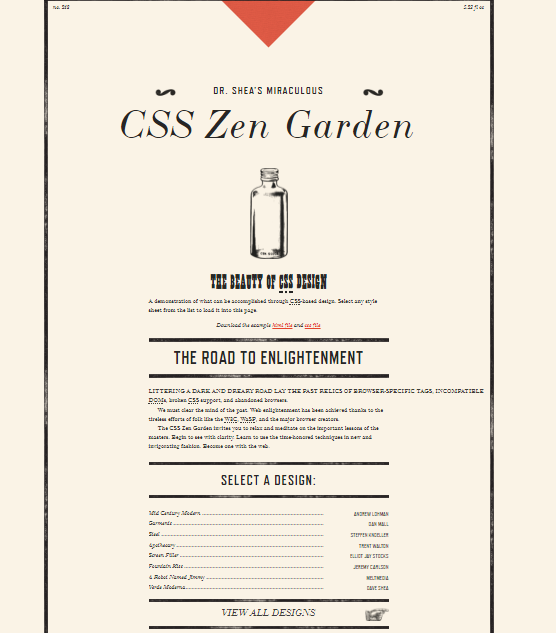 no. 218
5.25 fl oz
DR. SHEA'S MIRACULOUS
CSS Zen Garden
THE BEAUTY OF CSS DESIGN
A demonstration of what can be accomplished through CSS-based design. Select any style
sheet from the list to load it into this page.
Download the example html file and css file
THE ROAD TO ENLIGHTENMENT
LITTERING A DARK AND DREARY ROAD LAY THE PAST RELICS OF BROWSER-SPECIFIC TAGS, INCOMPATIBLE
DOMs, broken CSS support, and abandoned browsers.
We must clear the mind of the past. Web enlightenment has been achieved thanks to the
tireless efforts of folk like the W3C, WaSP, and the major browser creators.
The CSS Zen Garden invites you to relax and meditate on the important lessons of the
masters. Begin to see with clarity. Learn to use the time-honored techniques in new and
invigorating fashion. Become one with the web.
SELECT A DESIGN:
Mid Century Modern ANDREW LOHMAN
Garments DAN MALL
Steel STEFFEN KNOELLER
Apothecary TRENT WALTON
Screen Filler ELLIOT JAY STOCKS
Fountain Kiss JEREMY CARLSON
A Robot Named Jimmy MELTMEDIA
Verde Moderna DAVE SHEA
VIEW ALL DESIGNS